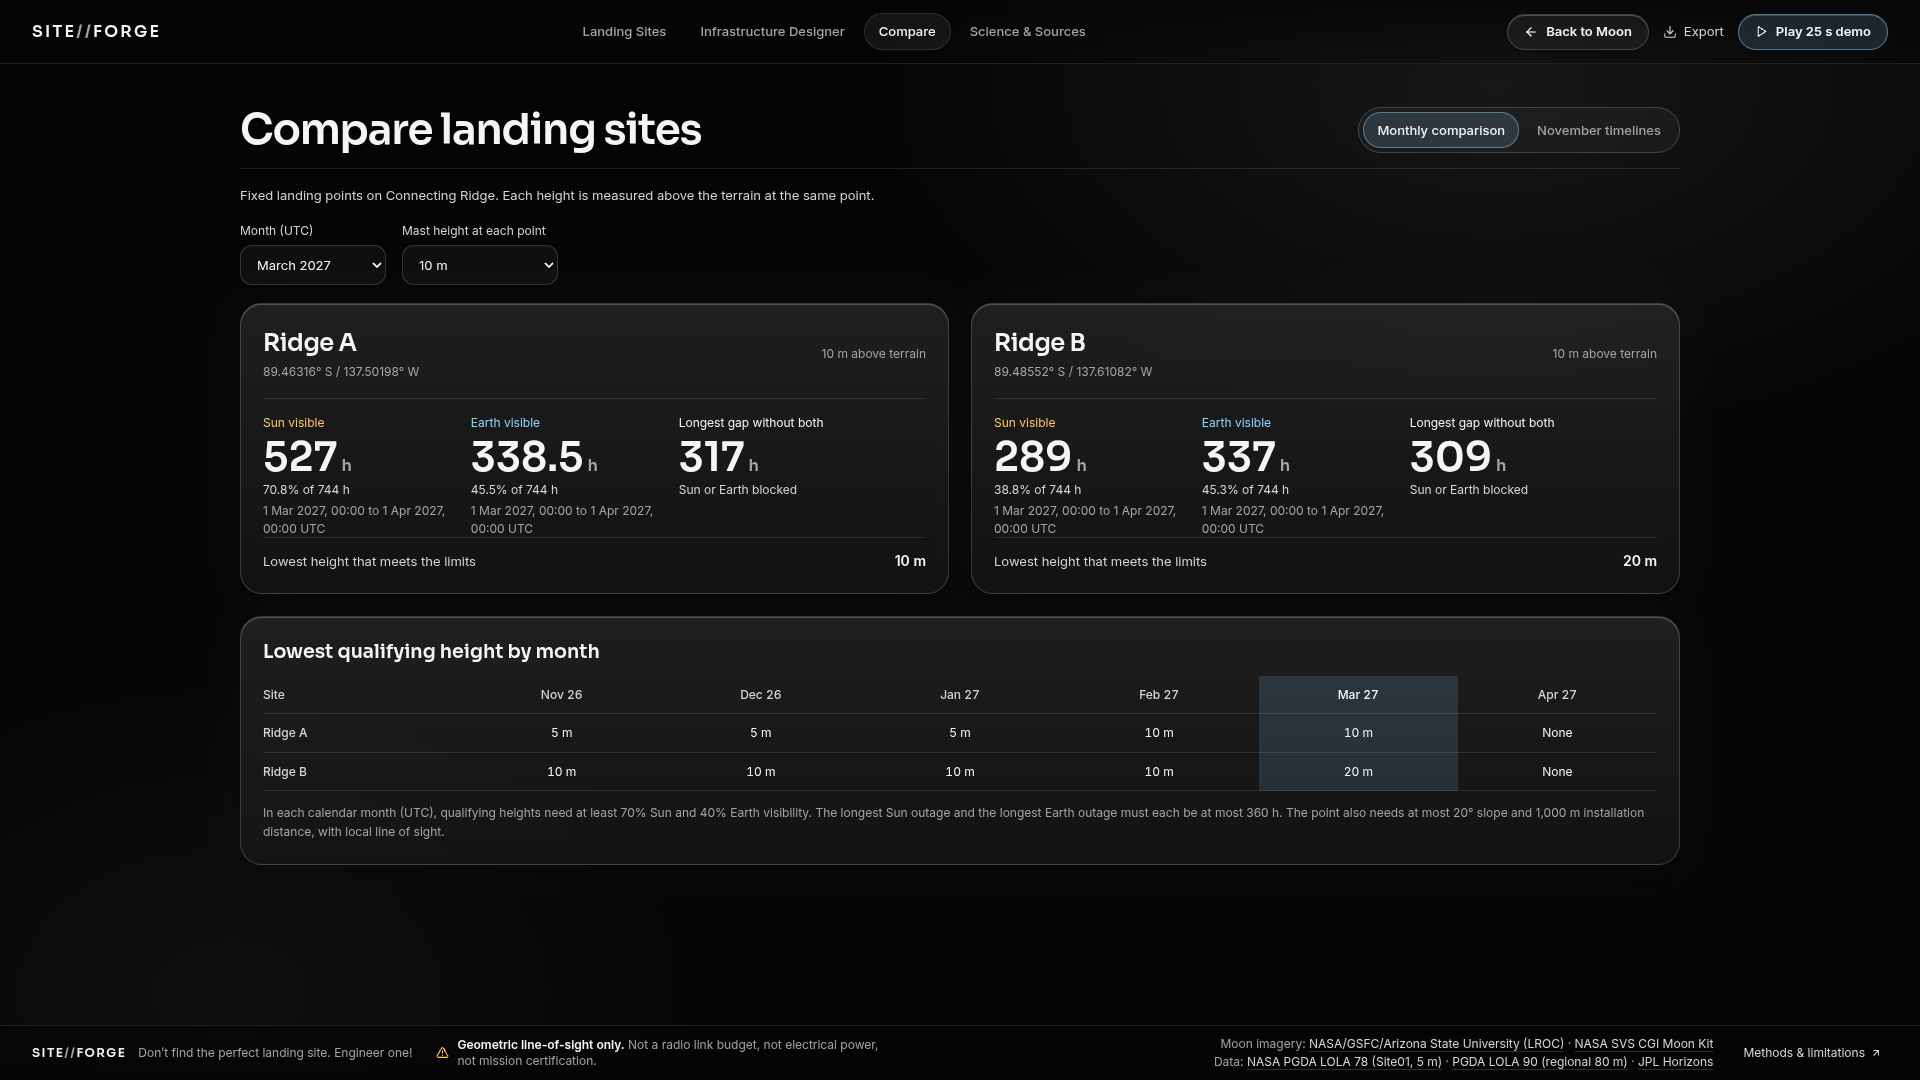 SITE//FORGE
Landing Sites
Infrastructure Designer
Compare
Science & Sources
Back to Moon
Export
Play 25 s demo
Compare landing sites
Monthly comparison
November timelines
Fixed landing points on Connecting Ridge. Each height is measured above the terrain at the same point.
Month (UTC)
Mast height at each point
March 2027
10 m
Ridge A
89.46316° S / 137.50198° W
10 m above terrain
Sun visible
527 h
70.8% of 744 h
1 Mar 2027, 00:00 to 1 Apr 2027,
00:00 UTC
Earth visible
338.5 h
45.5% of 744 h
1 Mar 2027, 00:00 to 1 Apr 2027,
00:00 UTC
Longest gap without both
317 h
Sun or Earth blocked
Lowest height that meets the limits
10 m
Ridge B
89.48552° S / 137.61082° W
10 m above terrain
Sun visible
289 h
38.8% of 744 h
1 Mar 2027, 00:00 to 1 Apr 2027,
00:00 UTC
Earth visible
337 h
45.3% of 744 h
1 Mar 2027, 00:00 to 1 Apr 2027,
00:00 UTC
Longest gap without both
309 h
Sun or Earth blocked
Lowest height that meets the limits
20 m
Lowest qualifying height by month
Site Nov 26 Dec 26 Jan 27 Feb 27 Mar 27 Apr 27
Ridge A 5 m 5 m 5 m 10 m 10 m None
Ridge B 10 m 10 m 10 m 10 m 20 m None
In each calendar month (UTC), qualifying heights need at least 70% Sun and 40% Earth visibility. The longest Sun outage and the longest Earth outage must each be at most 360 h. The point also needs at most 20° slope and 1,000 m installation
distance, with local line of sight.
SITE//FORGE
Don't find the perfect landing site. Engineer one!
Geometric line-of-sight only. Not a radio link budget, not electrical power,
not mission certification.
Moon imagery: NASA/GSFC/Arizona State University (LROC) · NASA SVS CGI Moon Kit
Data: NASA PGDA LOLA 78 (Site01, 5 m) · PGDA LOLA 90 (regional 80 m) · JPL Horizons
Methods & limitations